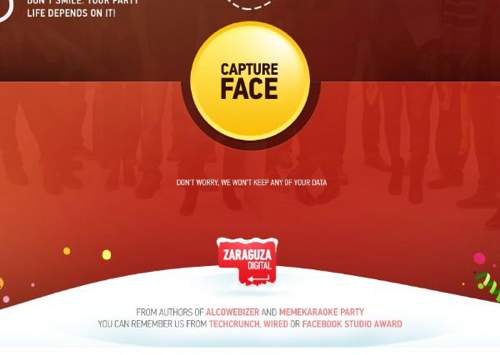 DON'T SMILE. YOUR PARTY
LIFE DEPENDS ON IT!
CAPTURE
FACE
DON'T WORRY, WE WON'T KEEP ANY OF YOUR DATA
ZARAGUZA
DIGITAL
FROM AUTHORS OF ALCOWEBIZER AND MEMEKARAOKE PARTY
YOU CAN REMEMBER US FROM TECHCRUNCH, WIRED OR FACEBOOK STUDIO AWARD